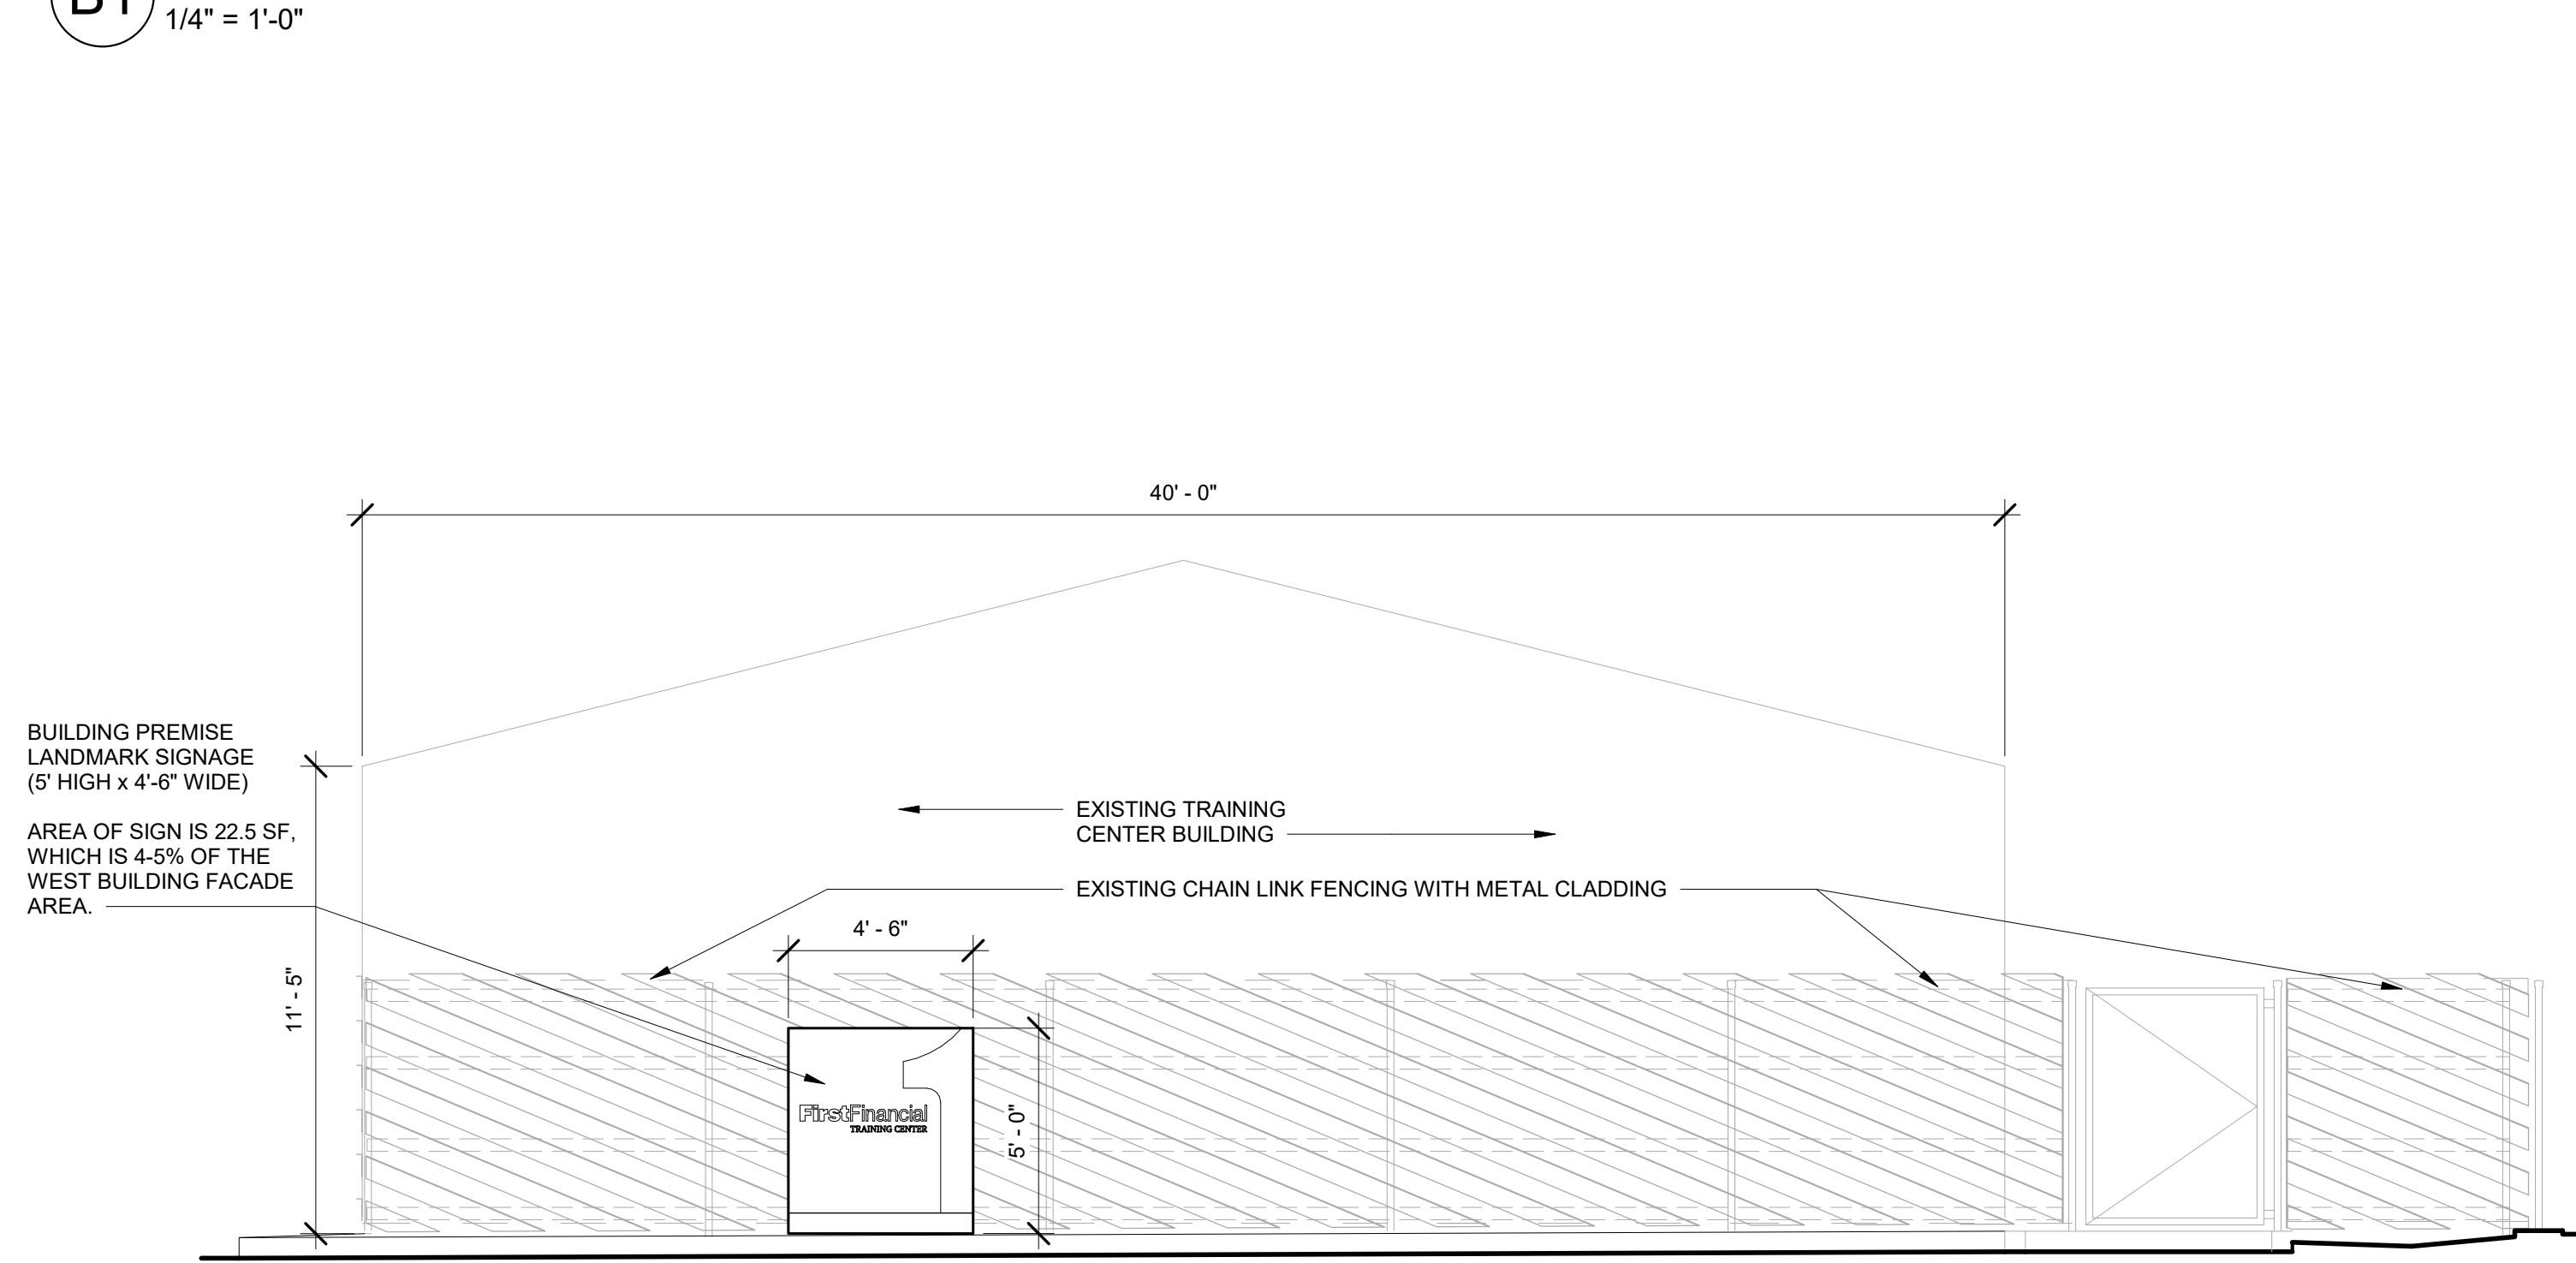 1/4" = 1'-0"
40' - 0"
BUILDING PREMISE
LANDMARK SIGNAGE
(5' HIGH x 4'-6" WIDE)
AREA OF SIGN IS 22.5 SF,
WHICH IS 4-5% OF THE
WEST BUILDING FACADE
AREA.
EXISTING TRAINING
CENTER BUILDING
EXISTING CHAIN LINK FENCING WITH METAL CLADDING
4' - 6"
11' - 5"
5' - 0"
FirstFinancial
TRAINING CENTER